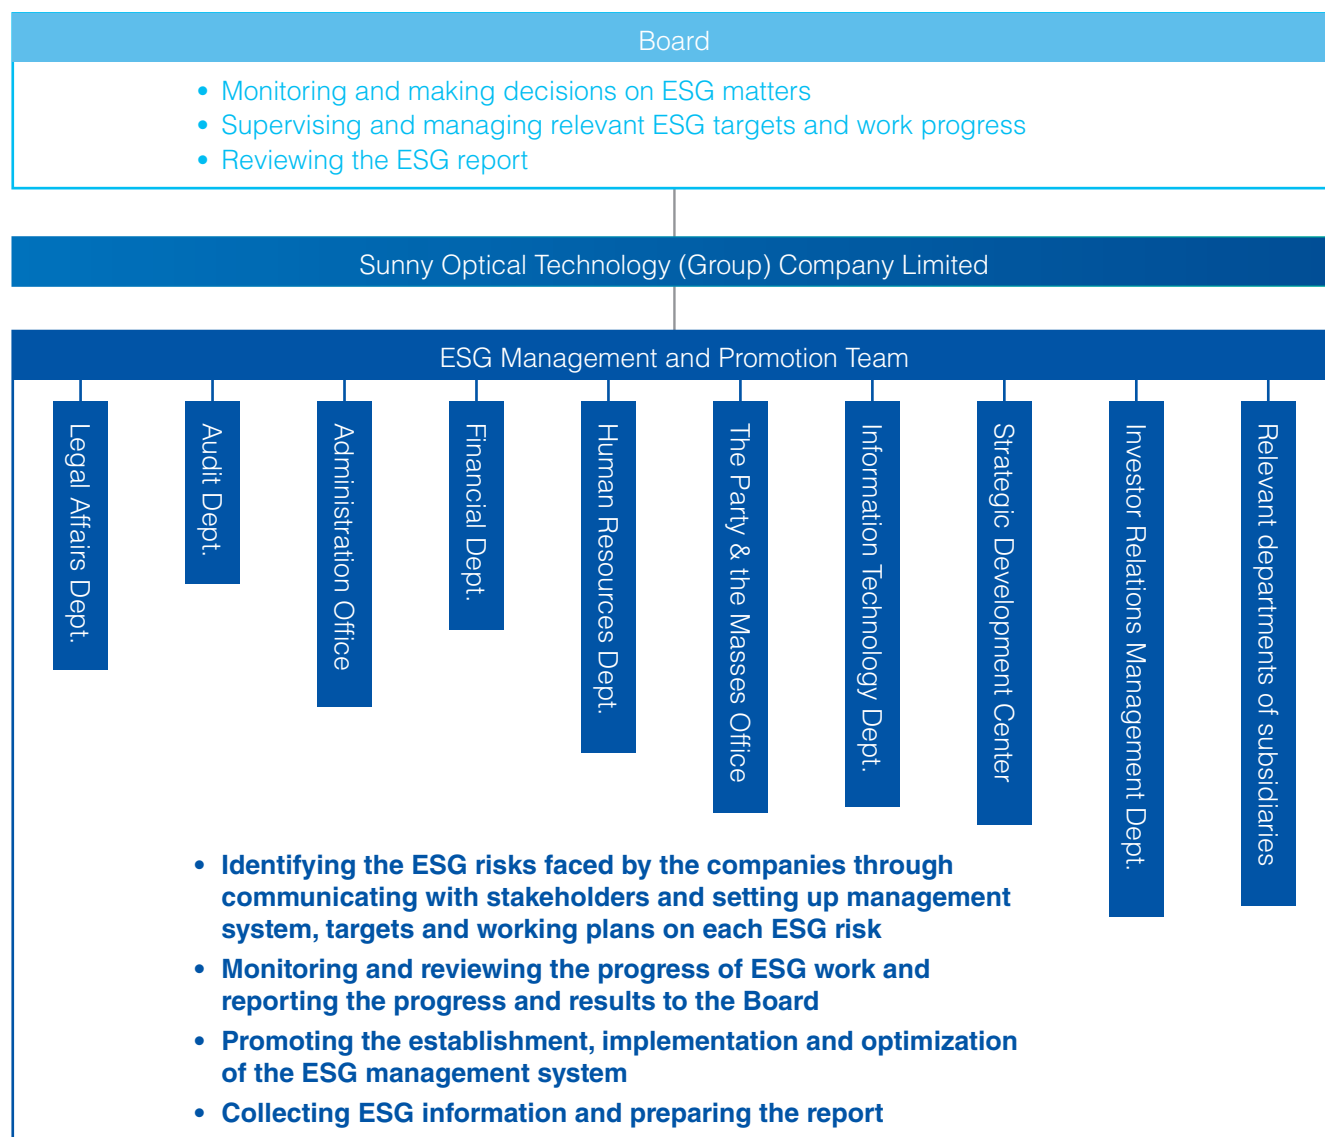 Board
• Monitoring and making decisions on ESG matters
• Supervising and managing relevant ESG targets and work progress
• Reviewing the ESG report
Sunny Optical Technology (Group) Company Limited
ESG Management and Promotion Team
Legal Affairs Dept.
Audit Dept.
Administration Office
Financial Dept.
Human Resources Dept.
The Party & the Masses Office
Information Technology Dept.
Strategic Development Center
Investor Relations Management Dept.
Relevant departments of subsidiaries
• Identifying the ESG risks faced by the companies through
communicating with stakeholders and setting up management
system, targets and working plans on each ESG risk
• Monitoring and reviewing the progress of ESG work and
reporting the progress and results to the Board
• Promoting the establishment, implementation and optimization
of the ESG management system
• Collecting ESG information and preparing the report